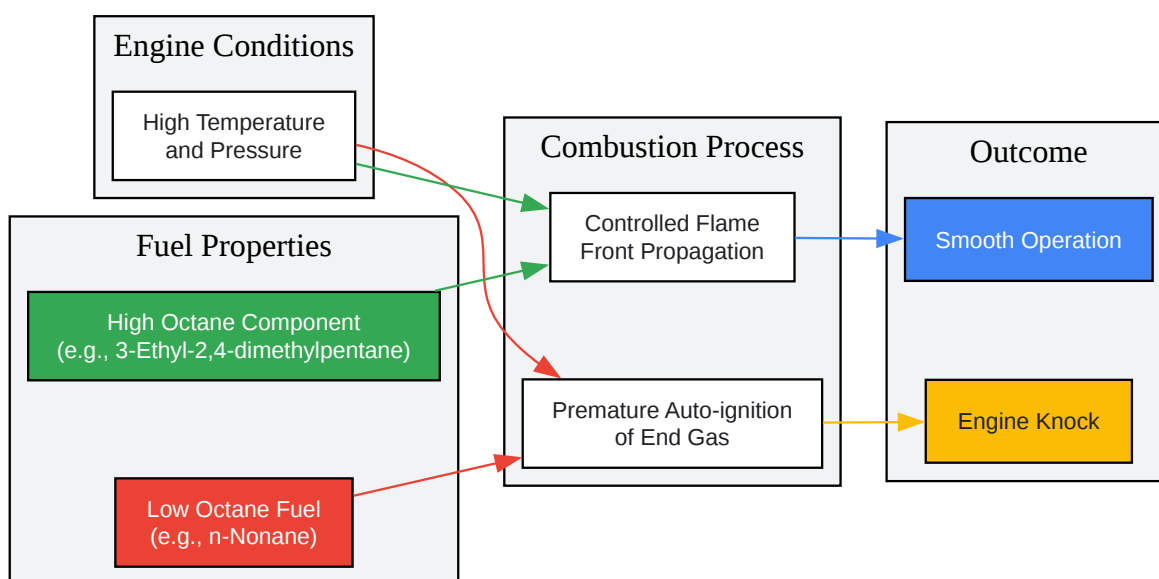 Engine Conditions
High Temperature
and Pressure
Fuel Properties
High Octane Component
(e.g., 3-Ethyl-2,4-dimethylpentane)
Low Octane Fuel
(e.g., n-Nonane)
Combustion Process
Controlled Flame
Front Propagation
Premature Auto-ignition
of End Gas
Outcome
Smooth Operation
Engine Knock